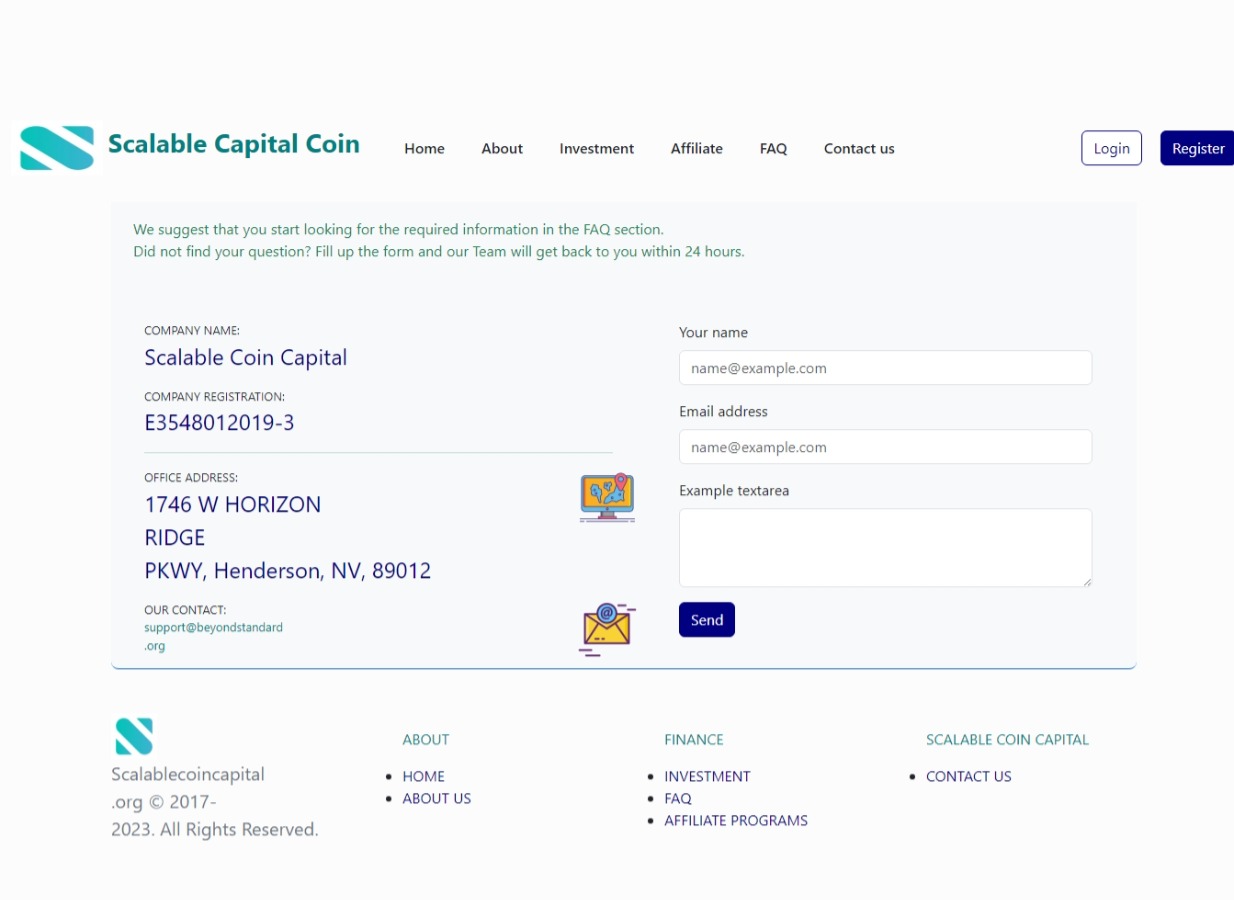 Scalable Capital Coin
Home
About
Investment
Affiliate
FAQ
Contact us
Login
Register
We suggest that you start looking for the required information in the FAQ section.
Did not find your question? Fill up the form and our Team will get back to you within 24 hours.
COMPANY NAME:
Scalable Coin Capital
COMPANY REGISTRATION:
E3548012019-3
OFFICE ADDRESS:
1746 W HORIZON
RIDGE
PKWY, Henderson, NV, 89012
OUR CONTACT:
support@beyondstandard
.org
Your name
name@example.com
Email address
name@example.com
Example textarea
Send
Scalablecoincapital
.org © 2017-
2023. All Rights Reserved.
ABOUT
HOME
ABOUT US
FINANCE
INVESTMENT
FAQ
AFFILIATE PROGRAMS
SCALABLE COIN CAPITAL
CONTACT US